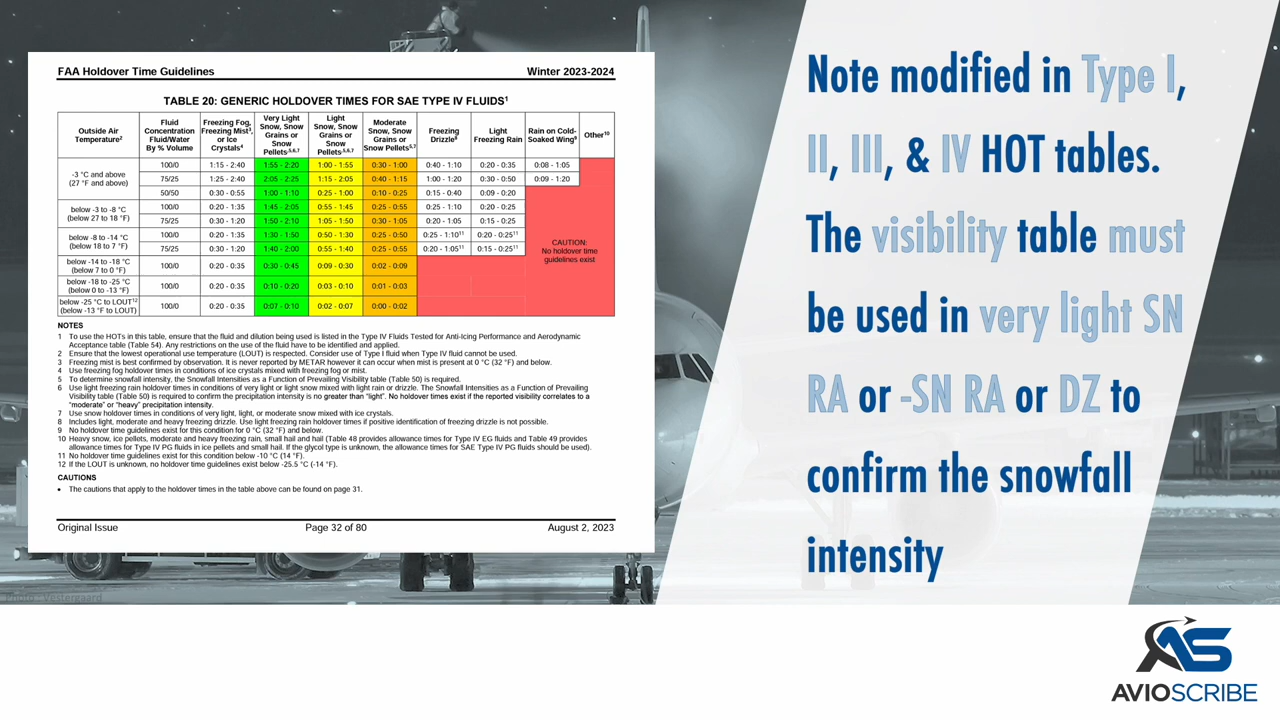 FAA Holdover Time Guidelines Winter 2023-2024
TABLE 20: GENERIC HOLDOVER TIMES FOR SAE TYPE IV FLUIDS1
Outside Air Temperature2 | Fluid Concentration Fluid/Water By % Volume | Freezing Fog, Freezing Mist3, or Ice Crystals4 | Very Light Snow, Snow Grains or Snow Pellets5,6,7 | Light Snow, Snow Grains or Snow Pellets5,6,7 | Moderate Snow, Snow Grains or Snow Pellets5,7 | Freezing Drizzle8 | Light Freezing Rain | Rain on Cold-Soaked Wing9 | Other10
-3 °C and above (27 °F and above) | 100/0 | 1:15 - 2:40 | 1:55 - 2:20 | 1:00 - 1:55 | 0:30 - 1:00 | 0:40 - 1:10 | 0:20 - 0:35 | 0:08 - 1:05
75/25 | 1:25 - 2:40 | 2:05 - 2:25 | 1:15 - 2:05 | 0:40 - 1:15 | 1:00 - 1:20 | 0:30 - 0:50 | 0:09 - 1:20
50/50 | 0:30 - 0:55 | 1:00 - 1:10 | 0:25 - 1:00 | 0:10 - 0:25 | 0:15 - 0:40 | 0:09 - 0:20
below -3 to -8 °C (below 27 to 18 °F) | 100/0 | 0:20 - 1:35 | 1:45 - 2:05 | 0:55 - 1:45 | 0:25 - 0:55 | 0:25 - 1:10 | 0:20 - 0:25
75/25 | 0:30 - 1:20 | 1:50 - 2:10 | 1:05 - 1:50 | 0:30 - 1:05 | 0:20 - 1:05 | 0:15 - 0:25
below -8 to -14 °C (below 18 to 7 °F) | 100/0 | 0:20 - 1:35 | 1:30 - 1:50 | 0:50 - 1:30 | 0:25 - 0:50 | 0:25 - 1:1011 | 0:20 - 0:2511
75/25 | 0:30 - 1:20 | 1:40 - 2:00 | 0:55 - 1:40 | 0:25 - 0:55 | 0:20 - 1:0511 | 0:15 - 0:2511
CAUTION: No holdover time guidelines exist
below -14 to -18 °C (below 7 to 0 °F) | 100/0 | 0:20 - 0:35 | 0:30 - 0:45 | 0:09 - 0:30 | 0:02 - 0:09
below -18 to -25 °C (below 0 to -13 °F) | 100/0 | 0:20 - 0:35 | 0:10 - 0:20 | 0:03 - 0:10 | 0:01 - 0:03
below -25 °C to LOUT12 (below -13 °F to LOUT) | 100/0 | 0:20 - 0:35 | 0:07 - 0:10 | 0:02 - 0:07 | 0:00 - 0:02
NOTES
1 To use the HOTs in this table, ensure that the fluid and dilution being used is listed in the Type IV Fluids Tested for Anti-Icing Performance and Aerodynamic
Acceptance table (Table 54). Any restrictions on the use of the fluid have to be identified and applied.
2 Ensure that the lowest operational use temperature (LOUT) is respected. Consider use of Type I fluid when Type IV fluid cannot be used.
3 Freezing mist is best confirmed by observation. It is never reported by METAR however it can occur when mist is present at 0 °C (32 °F) and below.
4 Use freezing fog holdover times in conditions of ice crystals mixed with freezing fog or mist.
5 To determine snowfall intensity, the Snowfall Intensities as a Function of Prevailing Visibility table (Table 50) is required.
6 Use light freezing rain holdover times in conditions of very light or light snow mixed with light rain or drizzle. The Snowfall Intensities as a Function of Prevailing
Visibility table (Table 50) is required to confirm the precipitation intensity is no greater than “light”. No holdover times exist if the reported visibility correlates to a
“moderate” or “heavy” precipitation intensity.
7 Use snow holdover times in conditions of very light, light, or moderate snow mixed with ice crystals.
8 Includes light, moderate and heavy freezing drizzle. Use light freezing rain holdover times if positive identification of freezing drizzle is not possible.
9 No holdover time guidelines exist for this condition for 0 °C (32 °F) and below.
10 Heavy snow, ice pellets, moderate and heavy freezing rain, small hail and hail (Table 48 provides allowance times for Type IV EG fluids and Table 49 provides
allowance times for Type IV PG fluids in ice pellets and small hail. If the glycol type is unknown, the allowance times for SAE Type IV PG fluids should be used).
11 No holdover time guidelines exist for this condition below -10 °C (14 °F).
12 If the LOUT is unknown, no holdover time guidelines exist below -25.5 °C (-14 °F).
CAUTIONS
• The cautions that apply to the holdover times in the table above can be found on page 31.
Original Issue Page 32 of 80 August 2, 2023
Note modified in Type I,
II, III, & IV HOT tables.
The visibility table must
be used in very light SN
RA or -SN RA or DZ to
confirm the snowfall
intensity
Photo: Vestergaard
AS
AVIOSCRIBE